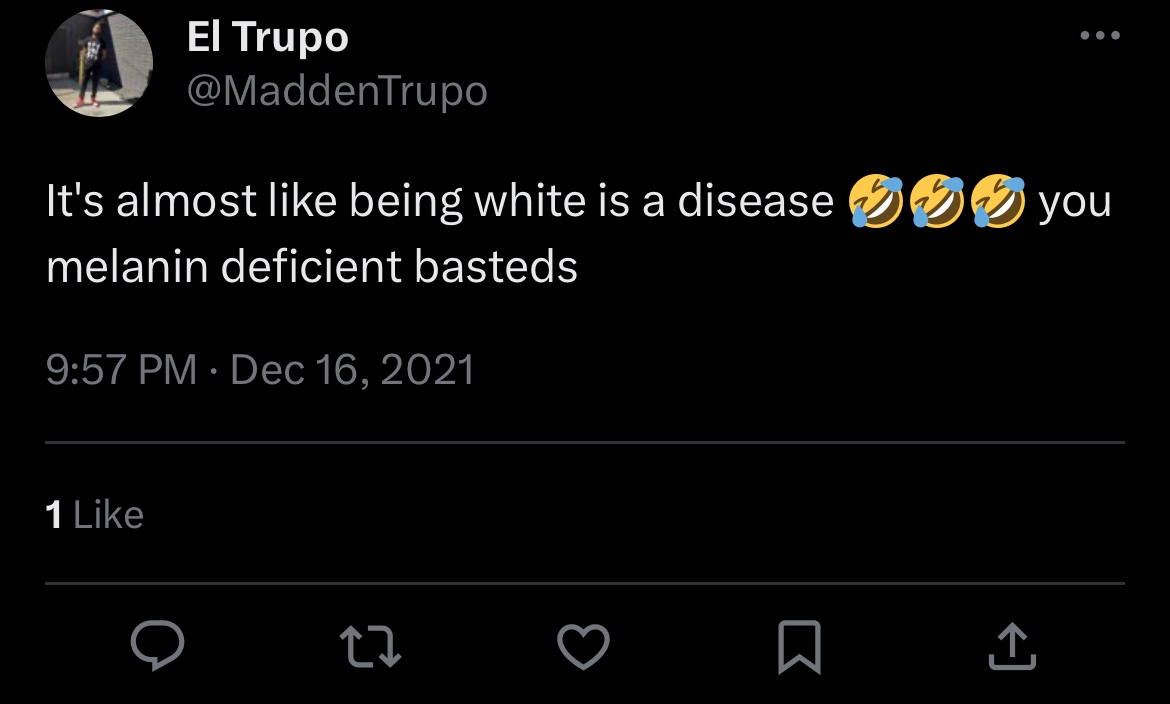 El Trupo
@MaddenTrupo
It's almost like being white is a disease 🤣🤣🤣 you
melanin deficient basteds
9:57 PM · Dec 16, 2021
1 Like